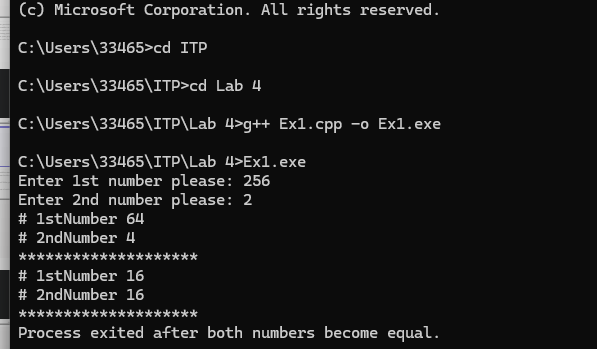 (c) Microsoft Corporation. All rights reserved.
C:\Users\33465>cd ITP
C:\Users\33465\ITP>cd Lab 4
C:\Users\33465\ITP\Lab 4>g++ Ex1.cpp -o Ex1.exe
C:\Users\33465\ITP\Lab 4>Ex1.exe
Enter 1st number please: 256
Enter 2nd number please: 2
# 1stNumber 64
# 2ndNumber 4
********************
# 1stNumber 16
# 2ndNumber 16
********************
Process exited after both numbers become equal.